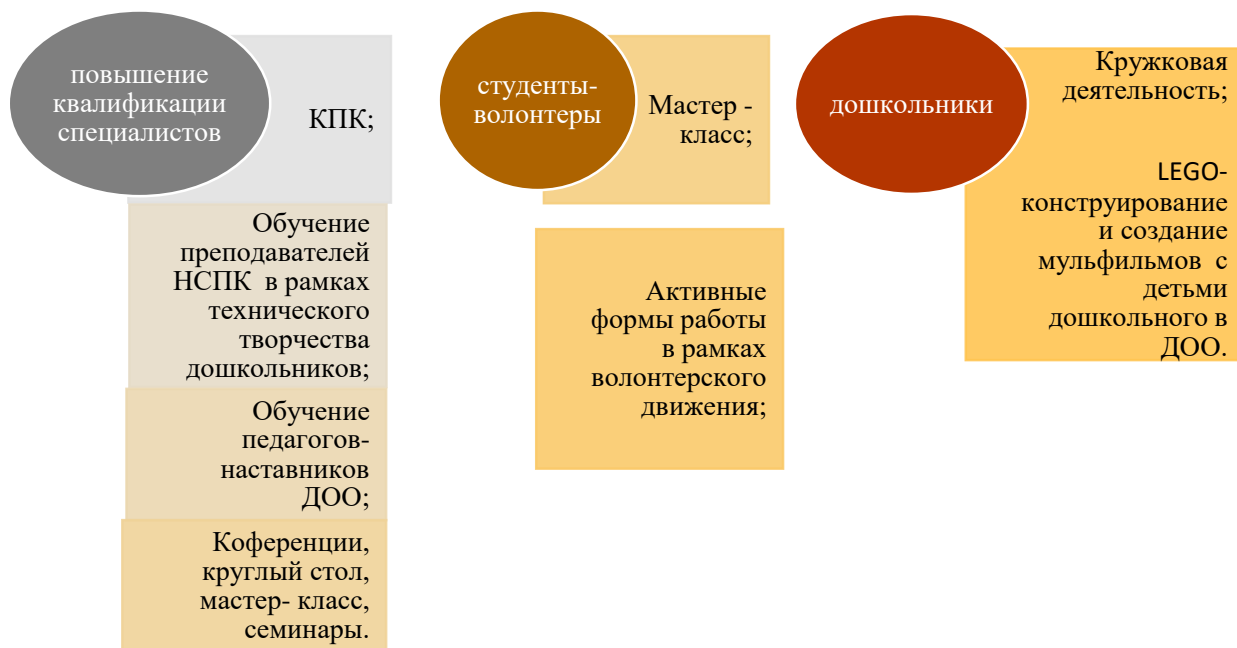 повышение
квалификации
специалистов
КПК;
Обучение
преподавателей
НСПК в рамках
технического
творчества
дошкольников;
Обучение
педагогов-
наставников
ДОО;
Коференции,
круглый стол,
мастер- класс,
семинары.
студенты-
волонтеры
Мастер -
класс;
Активные
формы работы
в рамках
волонтерского
движения;
дошкольники
Кружковая
деятельность;
LEGO-
конструирование
и создание
мульфильмов с
детьми
дошкольного в
ДОО.